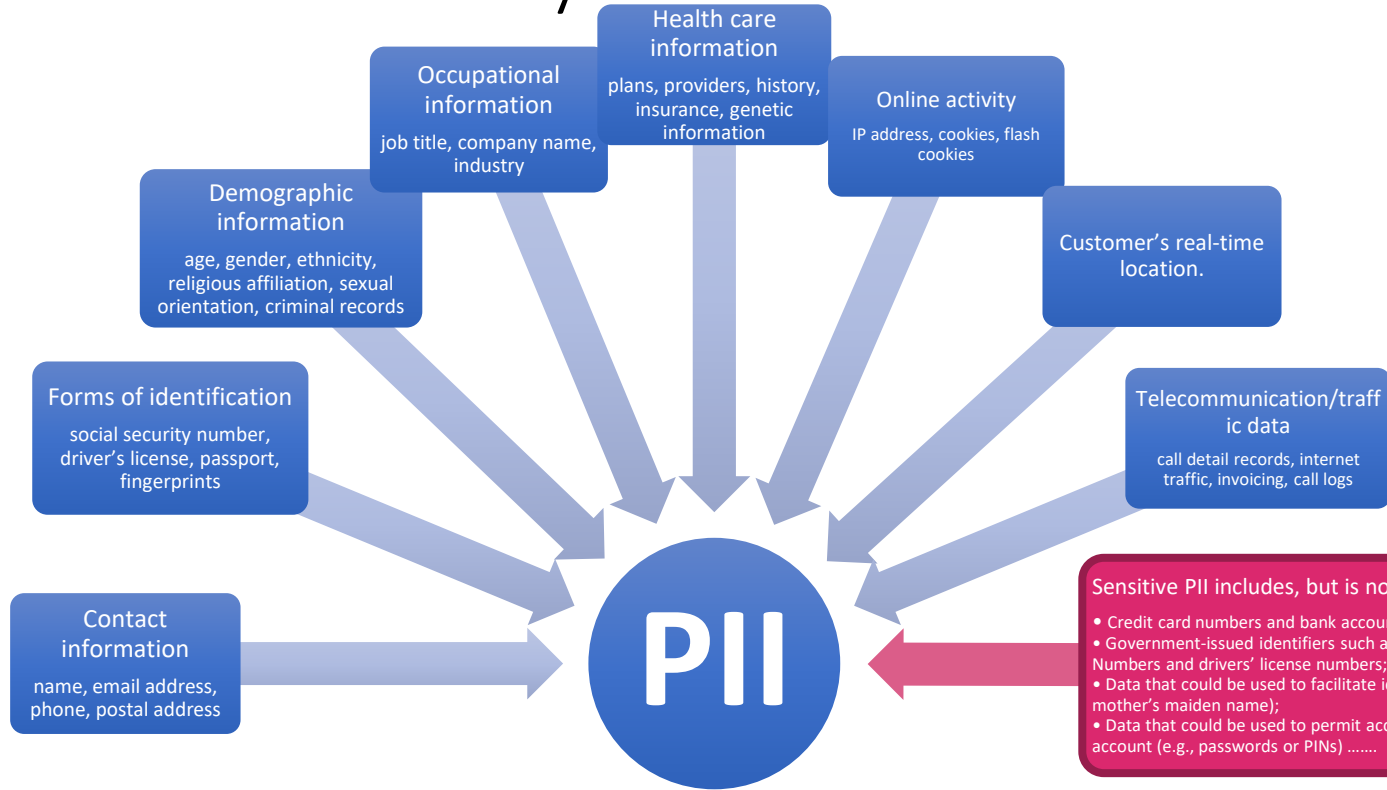 Contact
information
name, email address,
phone, postal address
Forms of identification
social security number,
driver's license, passport,
fingerprints
Demographic
information
age, gender, ethnicity,
religious affiliation, sexual
orientation, criminal records
Occupational
information
job title, company name,
industry
Health care
information
plans, providers, history,
insurance, genetic
information
Online activity
IP address, cookies, flash
cookies
Customer's real-time
location.
Telecommunication/traff
ic data
call detail records, internet
traffic, invoicing, call logs
Sensitive PII includes, but is no
• Credit card numbers and bank accou
• Government-issued identifiers such a
Numbers and drivers' license numbers;
• Data that could be used to facilitate i
mother's maiden name);
• Data that could be used to permit acc
account (e.g., passwords or PINs) .......
PII